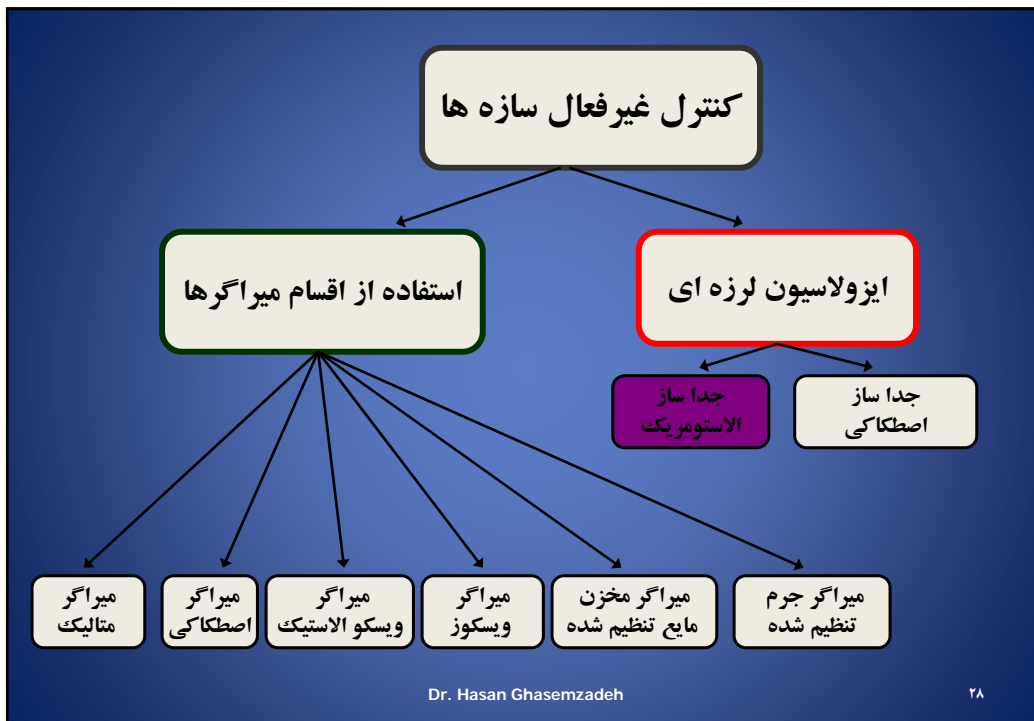 کنترل غیرفعال سازه ها
ایزولاسیون لرزه ای
استفاده از اقسام میراگرها
جدا ساز
اصطکاکی
جدا ساز
الاستومریک
میراگر جرم
تنظیم شده
میراگر مخزن
مایع تنظیم شده
میراگر
ویسکوز
میراگر
ویسکو الاستیک
میراگر
اصطکاکی
میراگر
متالیک
Dr. Hasan Ghasemzadeh
۲۸